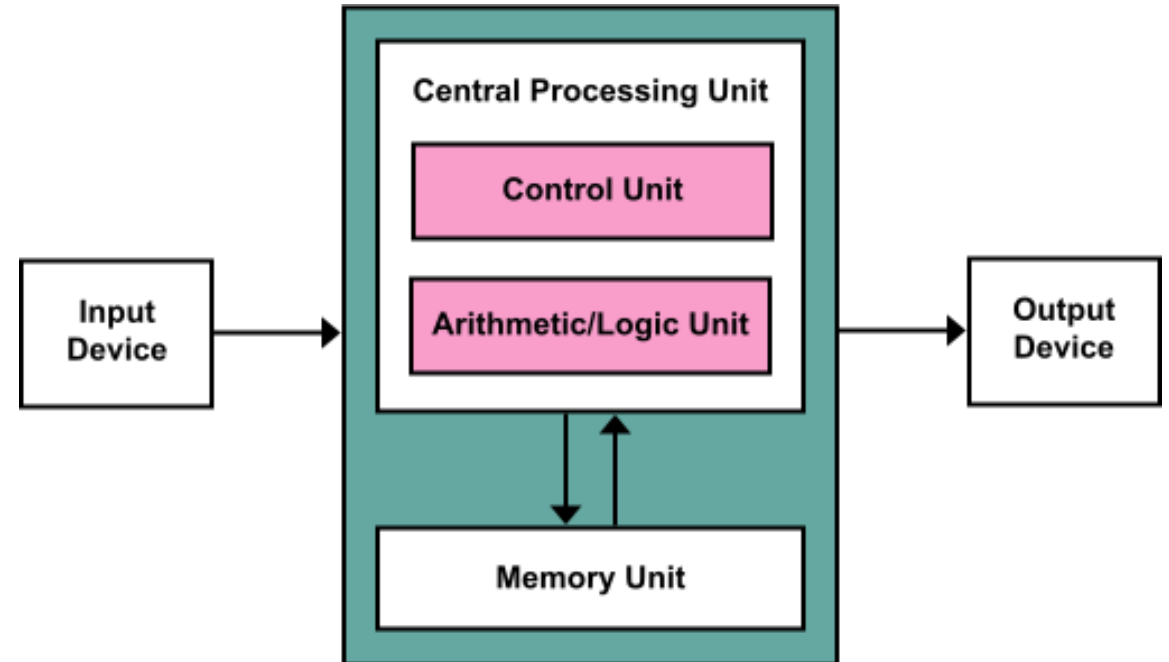 Central Processing Unit
Control Unit
Arithmetic/Logic Unit
Input
Device
Output
Device
Memory Unit